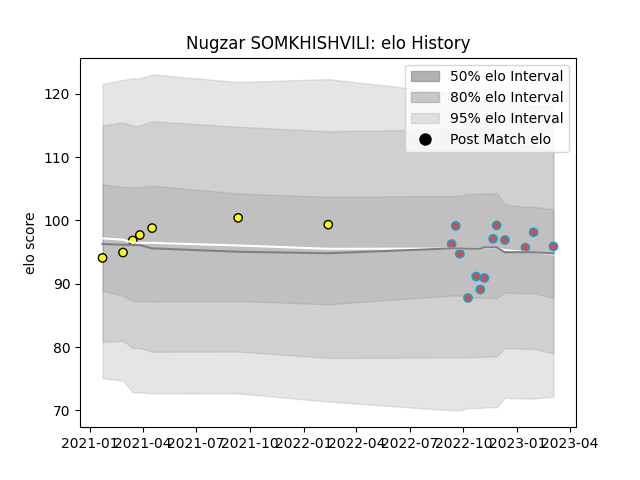 Nugzar SOMKHISHVILI: elo History
50% elo Interval
80% elo Interval
95% elo Interval
Post Match elo
elo score
120
110
100
90
80
70
2021-01 2021-04 2021-07 2021-10 2022-01 2022-04 2022-07 2022-10 2023-01 2023-04